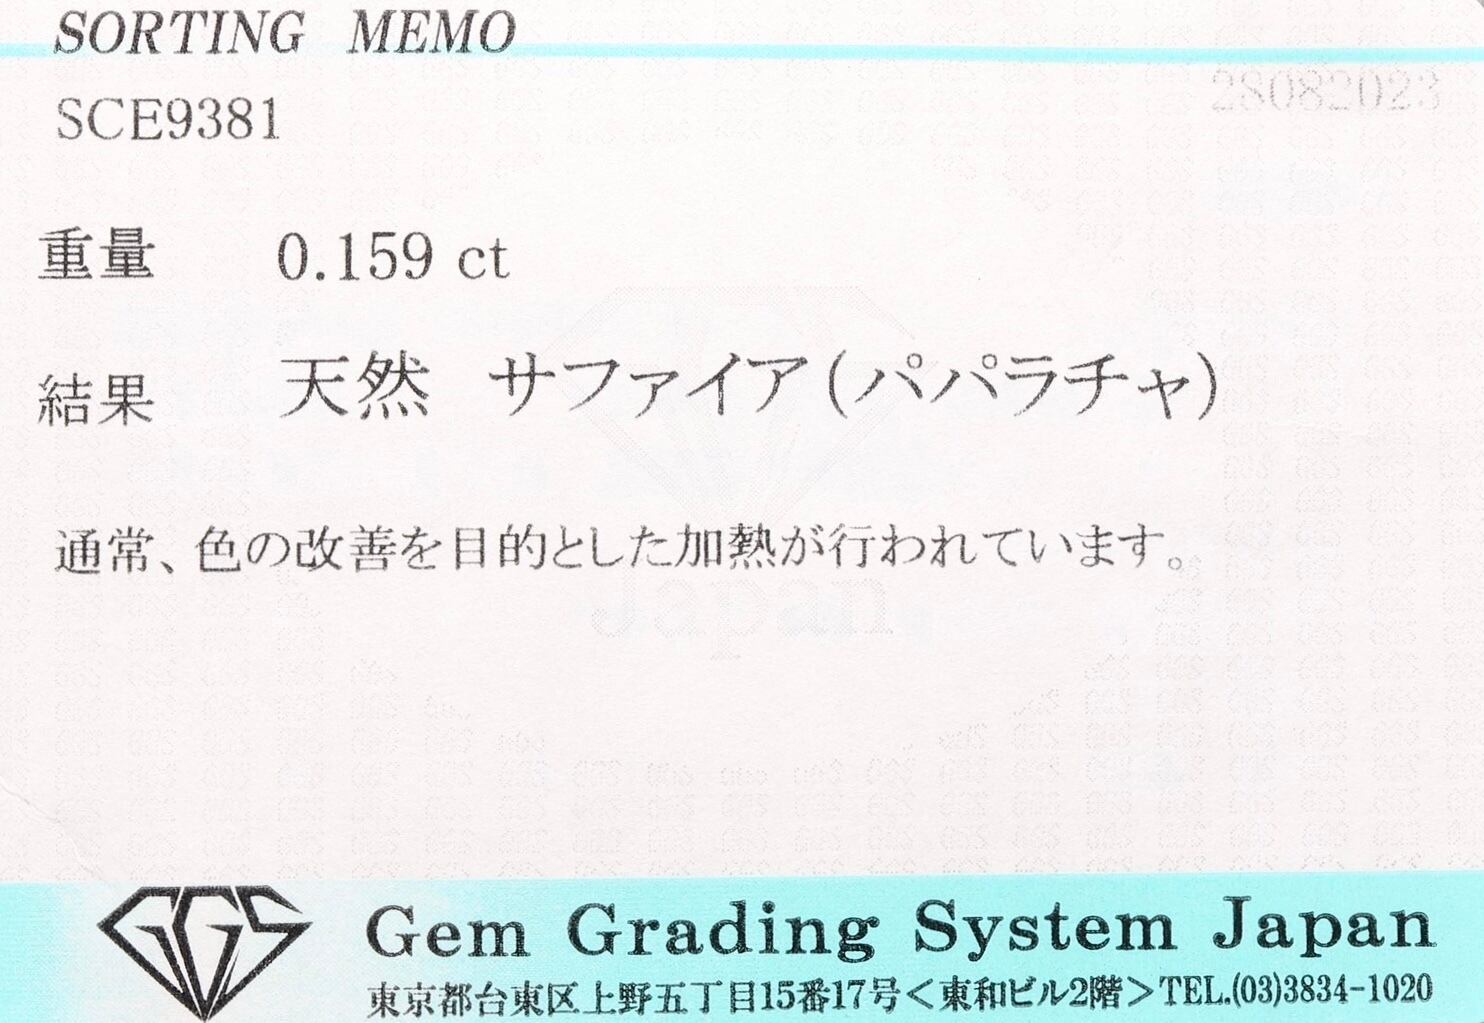 SORTING MEMO
28082023
SCE9381
重量 0.159 ct
結果 天然 サファイア(パパラチャ)
通常、色の改善を目的とした加熱が行われています。
Japan
GGS
Gem Grading System Japan
東京都台東区上野五丁目15番17号<東和ビル2階>TEL.(03)3834-1020